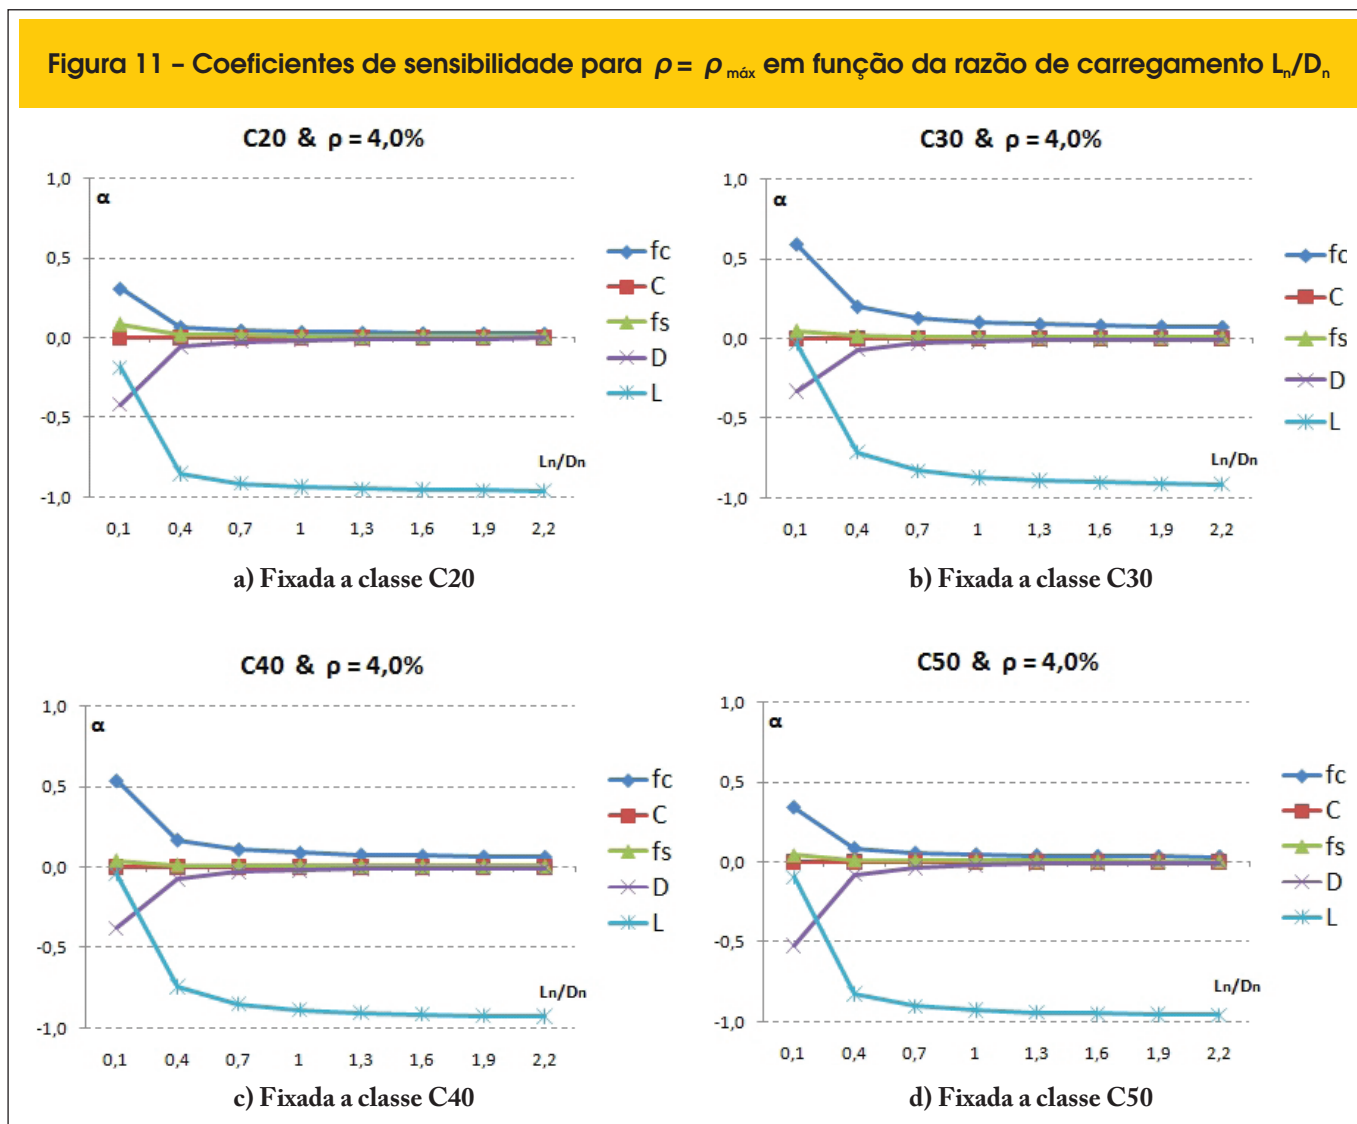 Figura 11 – Coeficientes de sensibilidade para ρ = ρ máx em função da razão de carregamento Ln/Dn
C20 & ρ = 4,0%
1,0
0,5
0,0
-0,5
-1,0
α
fc
C
fs
D
L
Ln/Dn
0,1 0,4 0,7 1 1,3 1,6 1,9 2,2
a) Fixada a classe C20
C30 & ρ = 4,0%
1,0
0,5
0,0
-0,5
-1,0
α
fc
C
fs
D
L
Ln/Dn
0,1 0,4 0,7 1 1,3 1,6 1,9 2,2
b) Fixada a classe C30
C40 & ρ = 4,0%
1,0
0,5
0,0
-0,5
-1,0
α
fc
C
fs
D
L
Ln/Dn
0,1 0,4 0,7 1 1,3 1,6 1,9 2,2
c) Fixada a classe C40
C50 & ρ = 4,0%
1,0
0,5
0,0
-0,5
-1,0
α
fc
C
fs
D
L
Ln/Dn
0,1 0,4 0,7 1 1,3 1,6 1,9 2,2
d) Fixada a classe C50